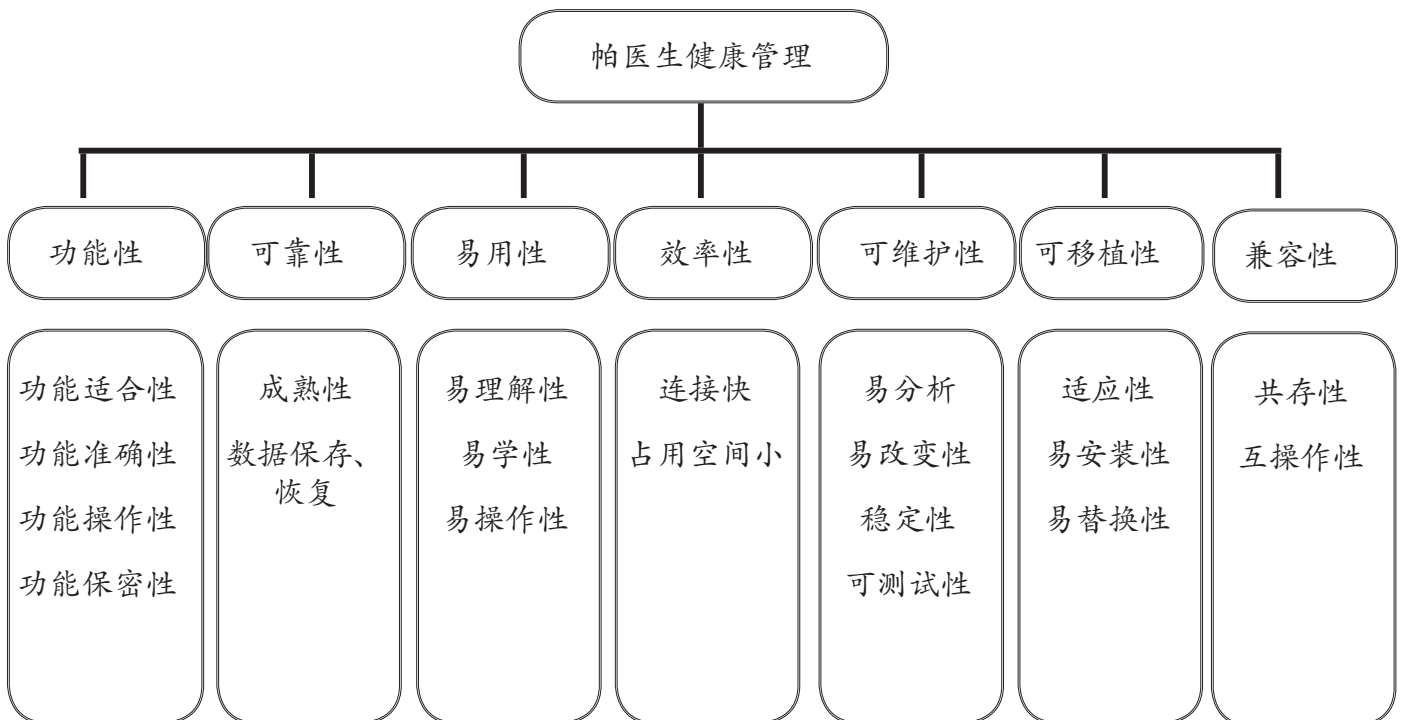 帕医生健康管理
功能性
可靠性
易用性
效率性
可维护性
可移植性
兼容性
功能适合性
功能准确性
功能操作性
功能保密性
成熟性
数据保存、
恢复
易理解性
易学性
易操作性
连接快
占用空间小
易分析
易改变性
稳定性
可测试性
适应性
易安装性
易替换性
共存性
互操作性